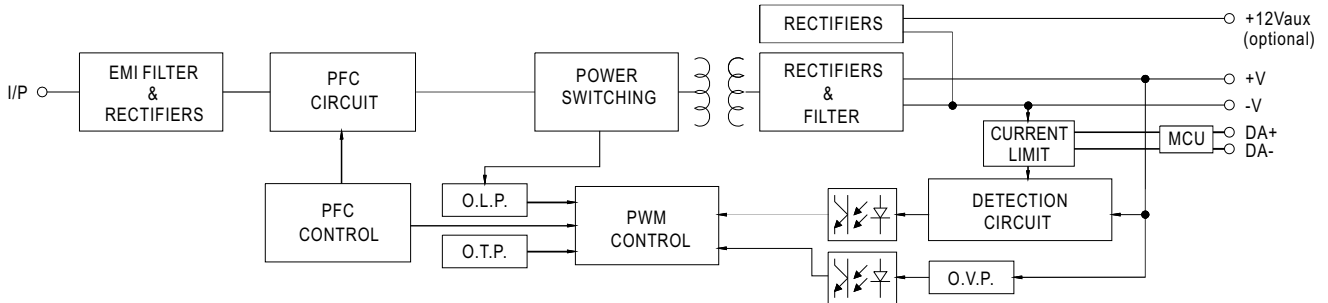 RECTIFIERS
+12Vaux
(optional)
I/P
EMI FILTER
&
RECTIFIERS
PFC
CIRCUIT
POWER
SWITCHING
RECTIFIERS
&
FILTER
+V
-V
CURRENT
LIMIT
MCU
DA+
DA-
PFC
CONTROL
O.L.P.
O.T.P.
PWM
CONTROL
DETECTION
CIRCUIT
O.V.P.